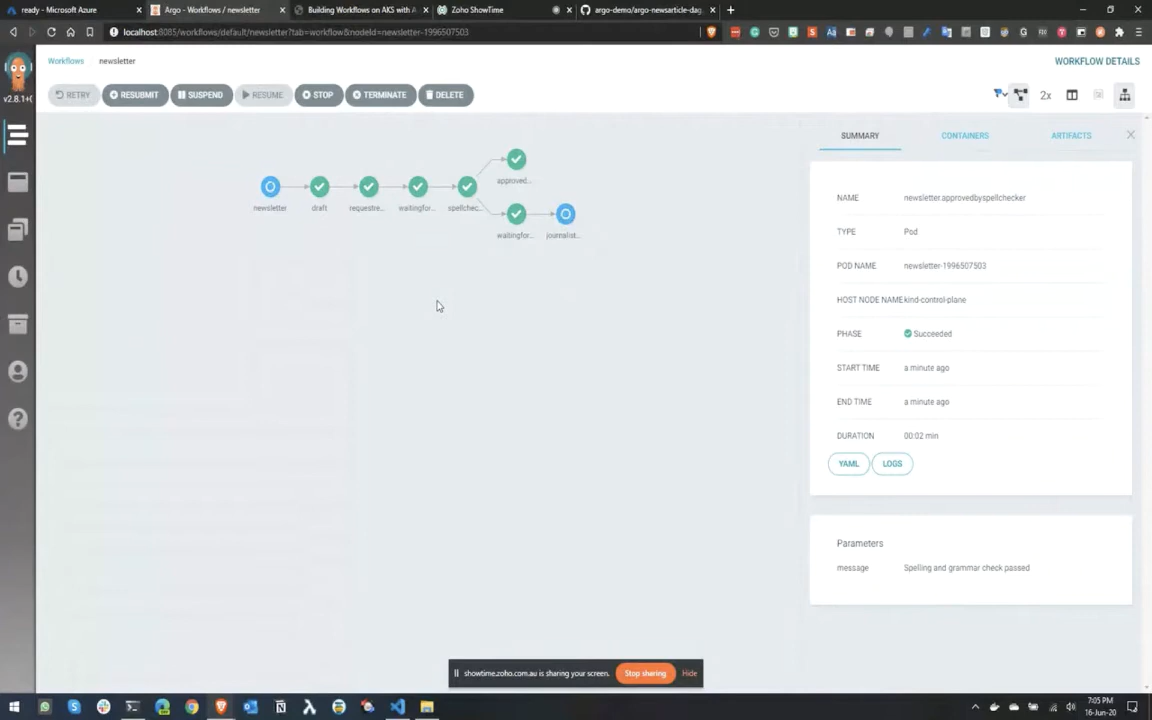 ready - Microsoft Azure
Argo - Workflows / newsletter
Building Workflows on AKS with A
Zoho ShowTime
argo-demo/argo-newsarticle-dag.
localhost:8085/workflows/default/newsletter?tab=workflow&nodeId=newsletter-1996507503
Workflows newsletter
WORKFLOW DETAILS
v2.8.1+(
RETRY RESUBMIT SUSPEND RESUME STOP TERMINATE DELETE
2x
SUMMARY CONTAINERS ARTIFACTS
approved...
newsletter draft requestre... waitingfor... spellchec...
waitingfor... journalist...
NAME newsletter.approvedbyspellchecker
TYPE Pod
POD NAME newsletter-1996507503
HOST NODE NAME kind-control-plane
PHASE Succeeded
START TIME a minute ago
END TIME a minute ago
DURATION 00:02 min
YAML LOGS
Parameters
message Spelling and grammar check passed
showtime.zoho.com.au is sharing your screen. Stop sharing Hide
7:05 PM
16-Jun-20